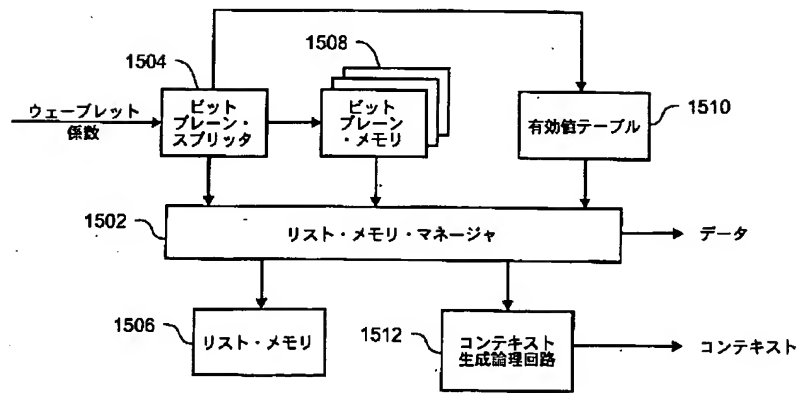 1508
1504
ウェーブレット
係数
ビット
プレーン・
スプリッタ
ビット
プレーン
・メモリ
有効値テーブル
1510
1502
リスト・メモリ・マネージャ
データ
1506
リスト・メモリ
1512
コンテキスト
生成論理回路
コンテキスト